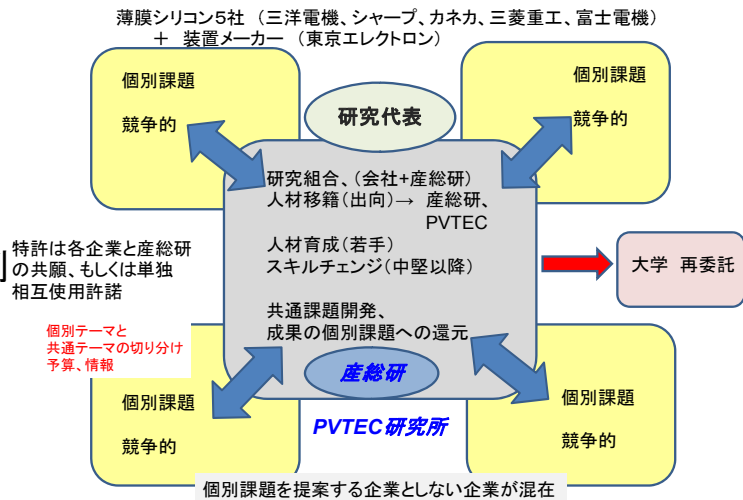 薄膜シリコン5社 (三洋電機、シャープ、カネカ、三菱重工、富士電機)
+ 装置メーカー (東京エレクトロン)
個別課題
競争的
個別課題
競争的
研究代表
研究組合、(会社+産総研)
人材移籍(出向)→ 産総研、
PVTEC
人材育成(若手)
スキルチェンジ(中堅以降)
共通課題開発、
成果の個別課題への還元
産総研
PVTEC研究所
特許は各企業と産総研
の共願、もしくは単独
相互使用許諾
個別テーマと
共通テーマの切り分け
予算、情報
大学 再委託
個別課題
競争的
個別課題
競争的
個別課題を提案する企業としない企業が混在